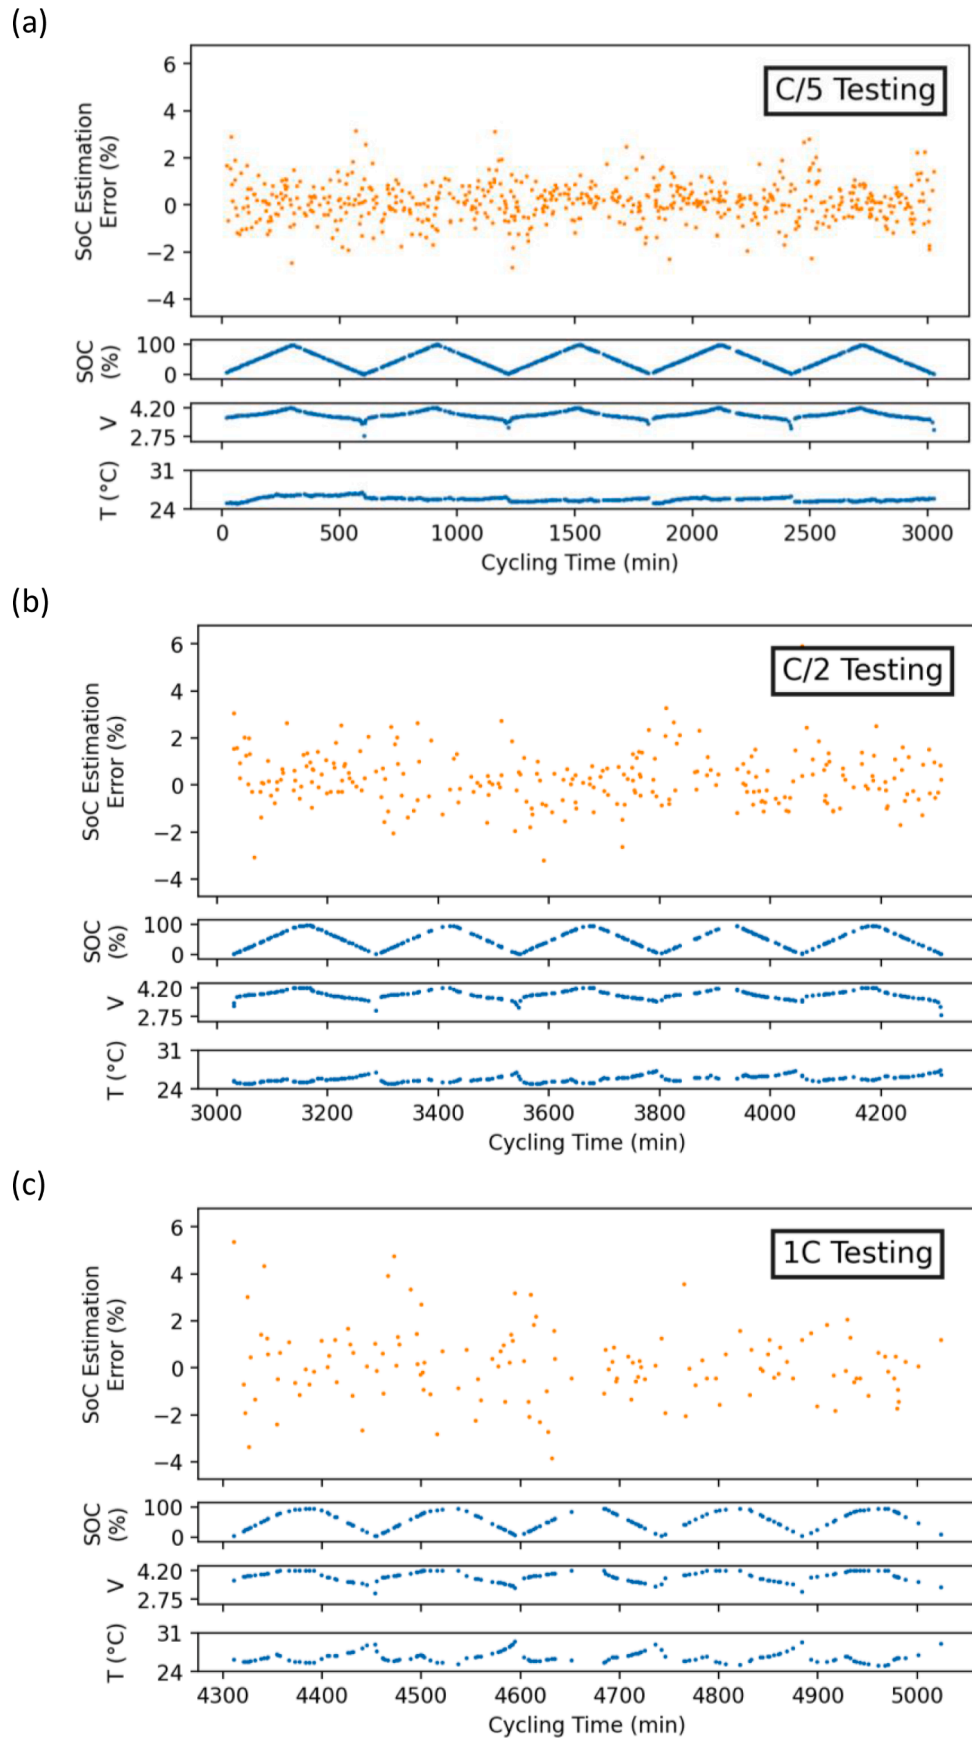 (a)
C/5 Testing
SoC Estimation
Error (%)
6
4
2
0
−2
−4
SOC
(%)
100
0
V
4.20
2.75
T (°C)
31
24
0 500 1000 1500 2000 2500 3000
Cycling Time (min)
(b)
C/2 Testing
SoC Estimation
Error (%)
6
4
2
0
−2
−4
SOC
(%)
100
0
V
4.20
2.75
T (°C)
31
24
3000 3200 3400 3600 3800 4000 4200
Cycling Time (min)
(c)
1C Testing
SoC Estimation
Error (%)
6
4
2
0
−2
−4
SOC
(%)
100
0
V
4.20
2.75
T (°C)
31
24
4300 4400 4500 4600 4700 4800 4900 5000
Cycling Time (min)